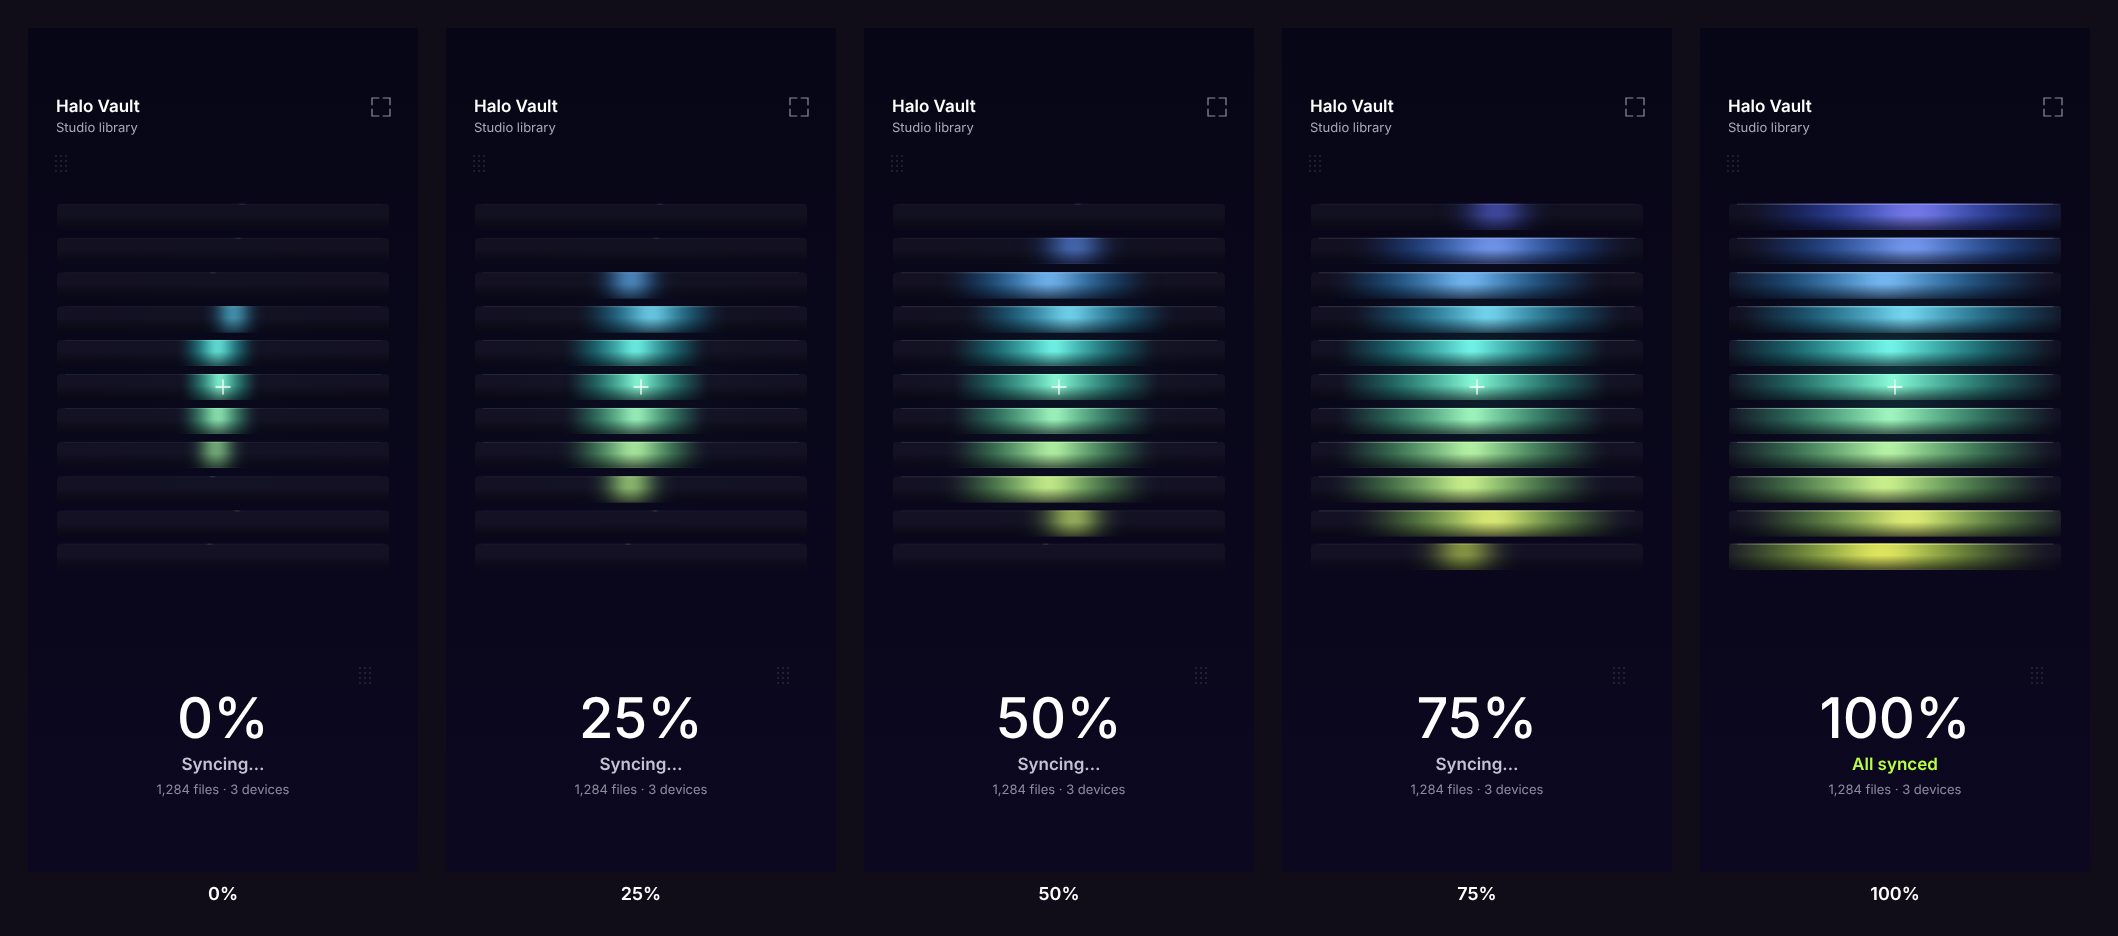 Halo Vault
Studio library
0%
Syncing...
1,284 files · 3 devices
0%
Halo Vault
Studio library
25%
Syncing...
1,284 files · 3 devices
25%
Halo Vault
Studio library
50%
Syncing...
1,284 files · 3 devices
50%
Halo Vault
Studio library
75%
Syncing...
1,284 files · 3 devices
75%
Halo Vault
Studio library
100%
All synced
1,284 files · 3 devices
100%